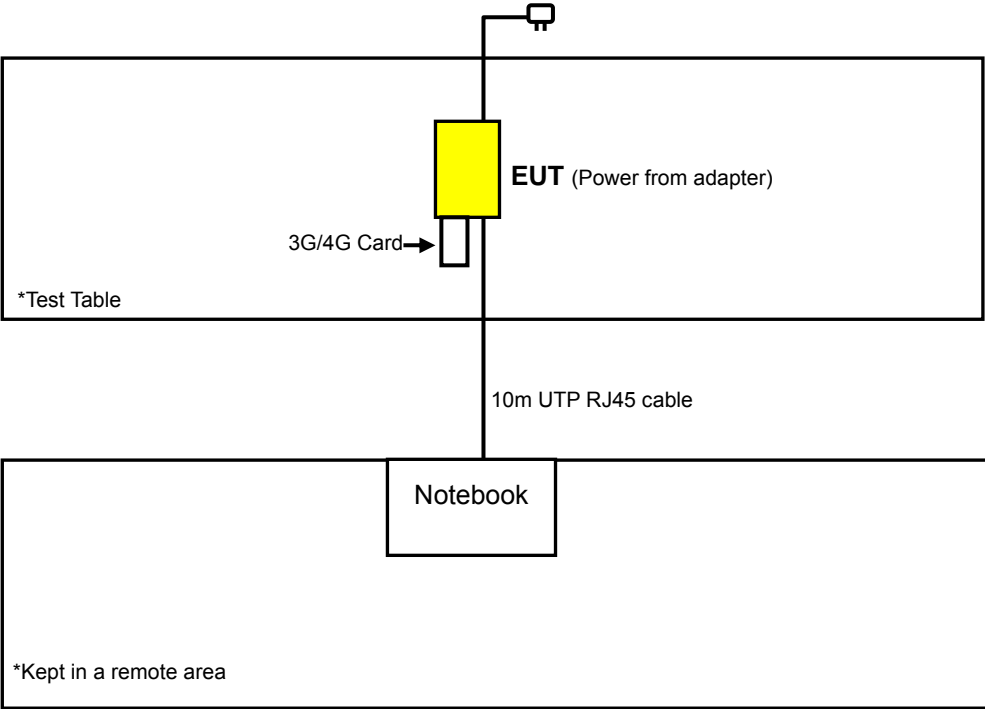 EUT (Power from adapter)
3G/4G Card
*Test Table
10m UTP RJ45 cable
Notebook
*Kept in a remote area